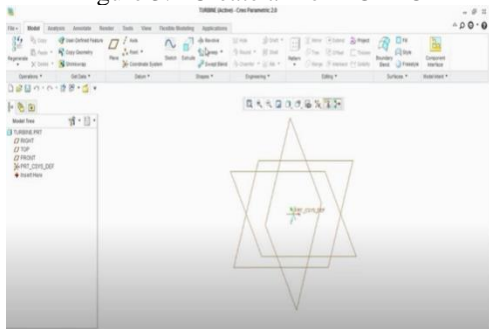 TURBINE (Active) - Creo Parametric 2.0
File Model Analysis Annotate Render Tools View Flexible Modeling Applications
Regenerate Copy Paste Delete
User-Defined Feature
Copy Geometry
Shrinkwrap
Plane Axis Point Coordinate System
Sketch Extrude Revolve Sweep Swept Blend
Hole Round Chamfer Shell
Pattern
Mirror Extend Project
Trim Offset Thicken
Merge Intersect Solidify
Boundary Blend Fill Style Freestyle
Component Interface
Operations Get Data Datum Shapes Engineering Editing Surfaces Model Intent
Model Tree
TURBINE.PRT
RIGHT
TOP
FRONT
PRT_CSYS_DEF
Insert Here
PRT_CSYS_DEF